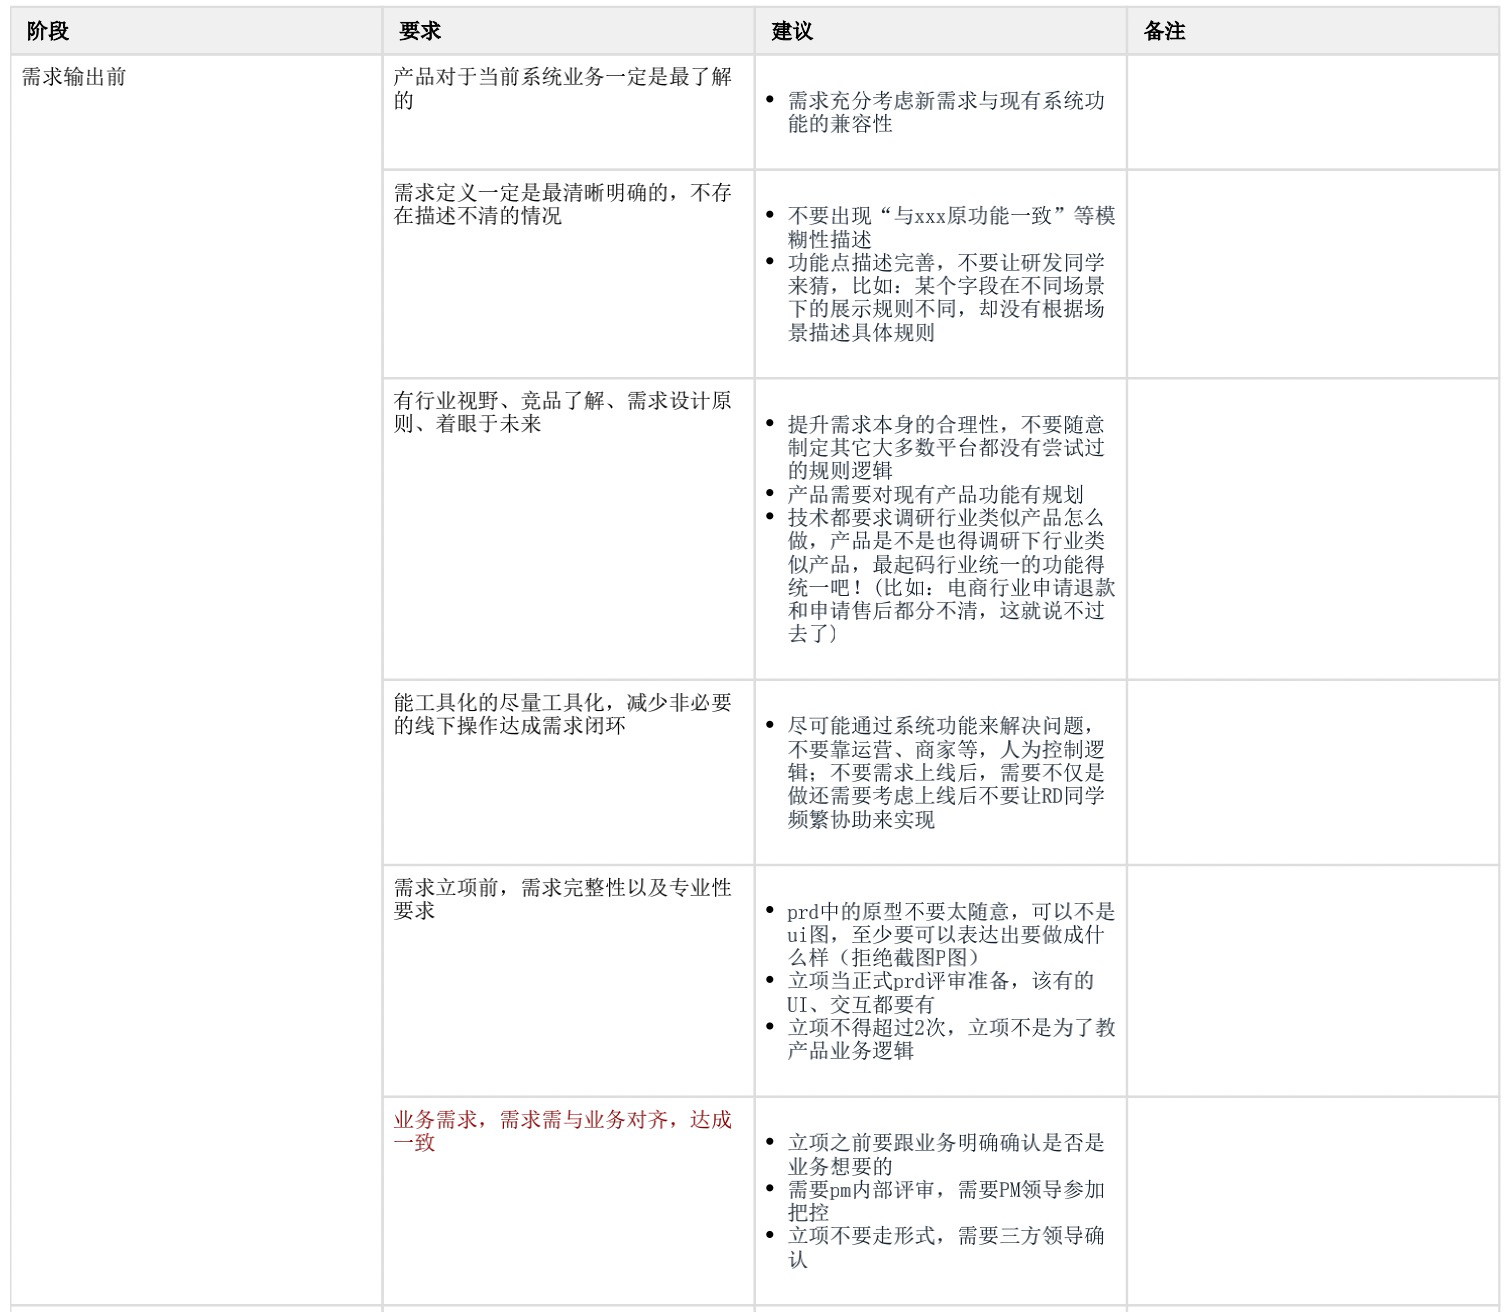 阶段
要求
建议
备注
需求输出前
产品对于当前系统业务一定是最了解
的
需求充分考虑新需求与现有系统功
能的兼容性
需求定义一定是最清晰明确的，不存
在描述不清的情况
不要出现“与xxx原功能一致”等模
糊性描述
功能点描述完善，不要让研发同学
来猜，比如：某个字段在不同场景
下的展示规则不同，却没有根据场
景描述具体规则
有行业视野、竞品了解、需求设计原
则、着眼于未来
提升需求本身的合理性，不要随意
制定其它大多数平台都没有尝试过
的规则逻辑
产品需要对现有产品功能有规划
技术都要求调研行业类似产品怎么
做，产品是不是也得调研下行业类
似产品，最起码行业统一的功能得
统一吧！(比如：电商行业申请退款
和申请售后都分不清，这就说不过
去了)
能工具化的尽量工具化，减少非必要
的线下操作达成需求闭环
尽可能通过系统功能来解决问题，
不要靠运营、商家等，人为控制逻
辑；不要需求上线后，需要不仅是
做还需要考虑上线后不要让RD同学
频繁协助来实现
需求立项前，需求完整性以及专业性
要求
prd中的原型不要太随意，可以不是
ui图，至少要可以表达出要做成什
么样（拒绝截图P图）
立项当正式prd评审准备，该有的
UI、交互都要有
立项不得超过2次，立项不是为了教
产品业务逻辑
业务需求，需求需与业务对齐，达成
一致
立项之前要跟业务明确确认是否是
业务想要的
需要pm内部评审，需要PM领导参加
把控
立项不要走形式，需要三方领导确
认